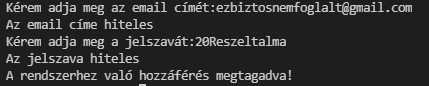 Kérem adja meg az email címét:ezbiztosnemfoglalt@gmail.com
Az email címe hiteles
Kérem adja meg a jelszavát:20Reszeltalma
Az jelszava hiteles
A rendszerhez való hozzáférés megtagadva!